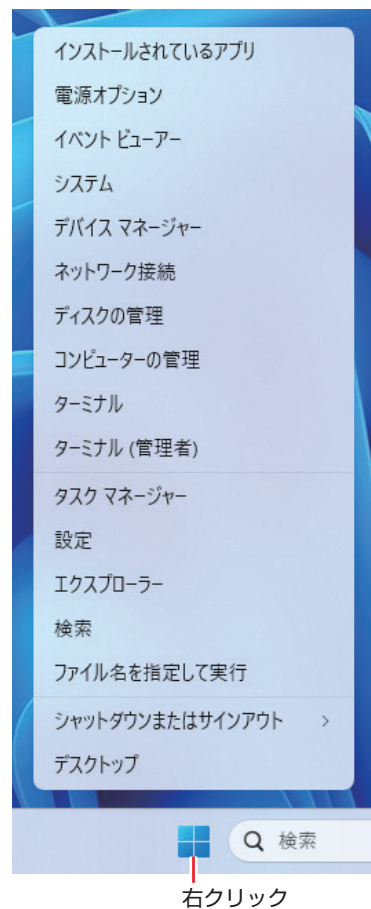 インストールされているアプリ
電源オプション
イベント ビューアー
システム
デバイス マネージャー
ネットワーク接続
ディスクの管理
コンピューターの管理
ターミナル
ターミナル (管理者)
タスク マネージャー
設定
エクスプローラー
検索
ファイル名を指定して実行
シャットダウンまたはサインアウト
デスクトップ
検索
右クリック